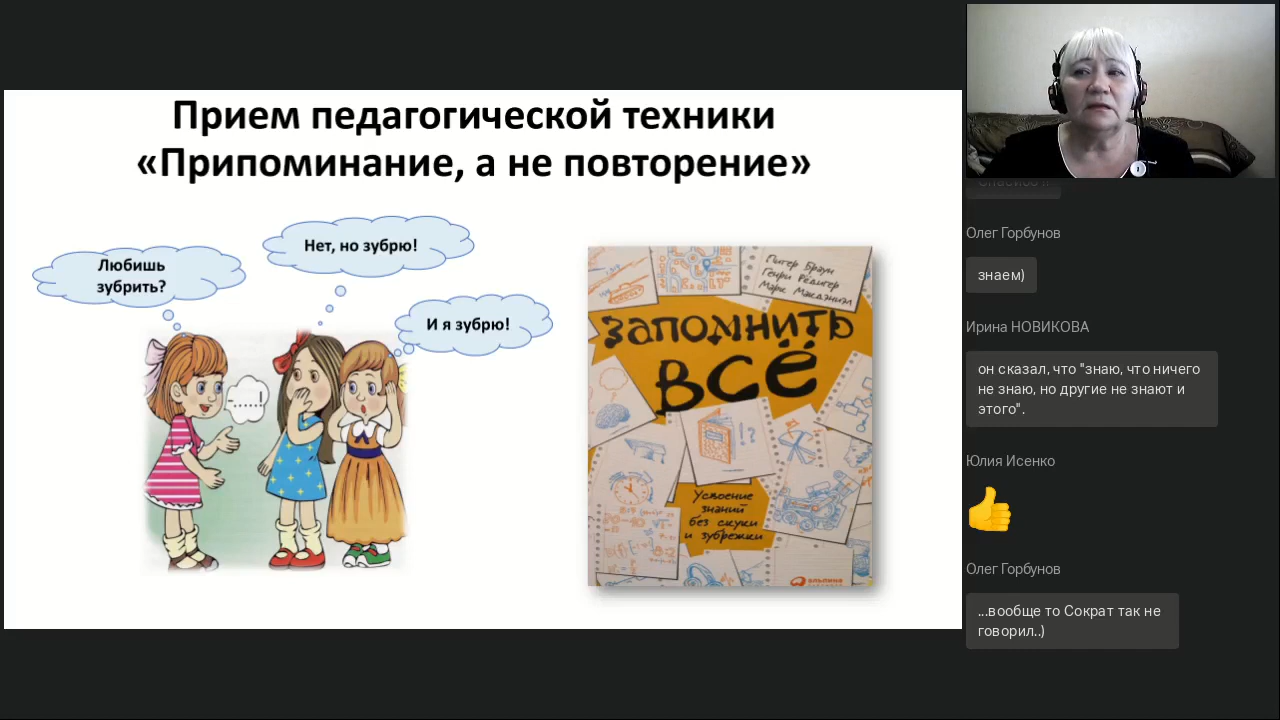 Прием педагогической техники
«Припоминание, а не повторение»
Любишь
зубрить?
Нет, но зубрю!
И я зубрю!
-.....!
Питер Браун
Генри Рёдигер
Марк Макдэниэл
запомнить
всё
Усвоение
знаний
без скуки
и зубрежки
Олег Горбунов
знаем)
Ирина НОВИКОВА
он сказал, что "знаю, что ничего
не знаю, но другие не знают и
этого".
Юлия Исенко
Олег Горбунов
...вообще то Сократ так не
говорил..)